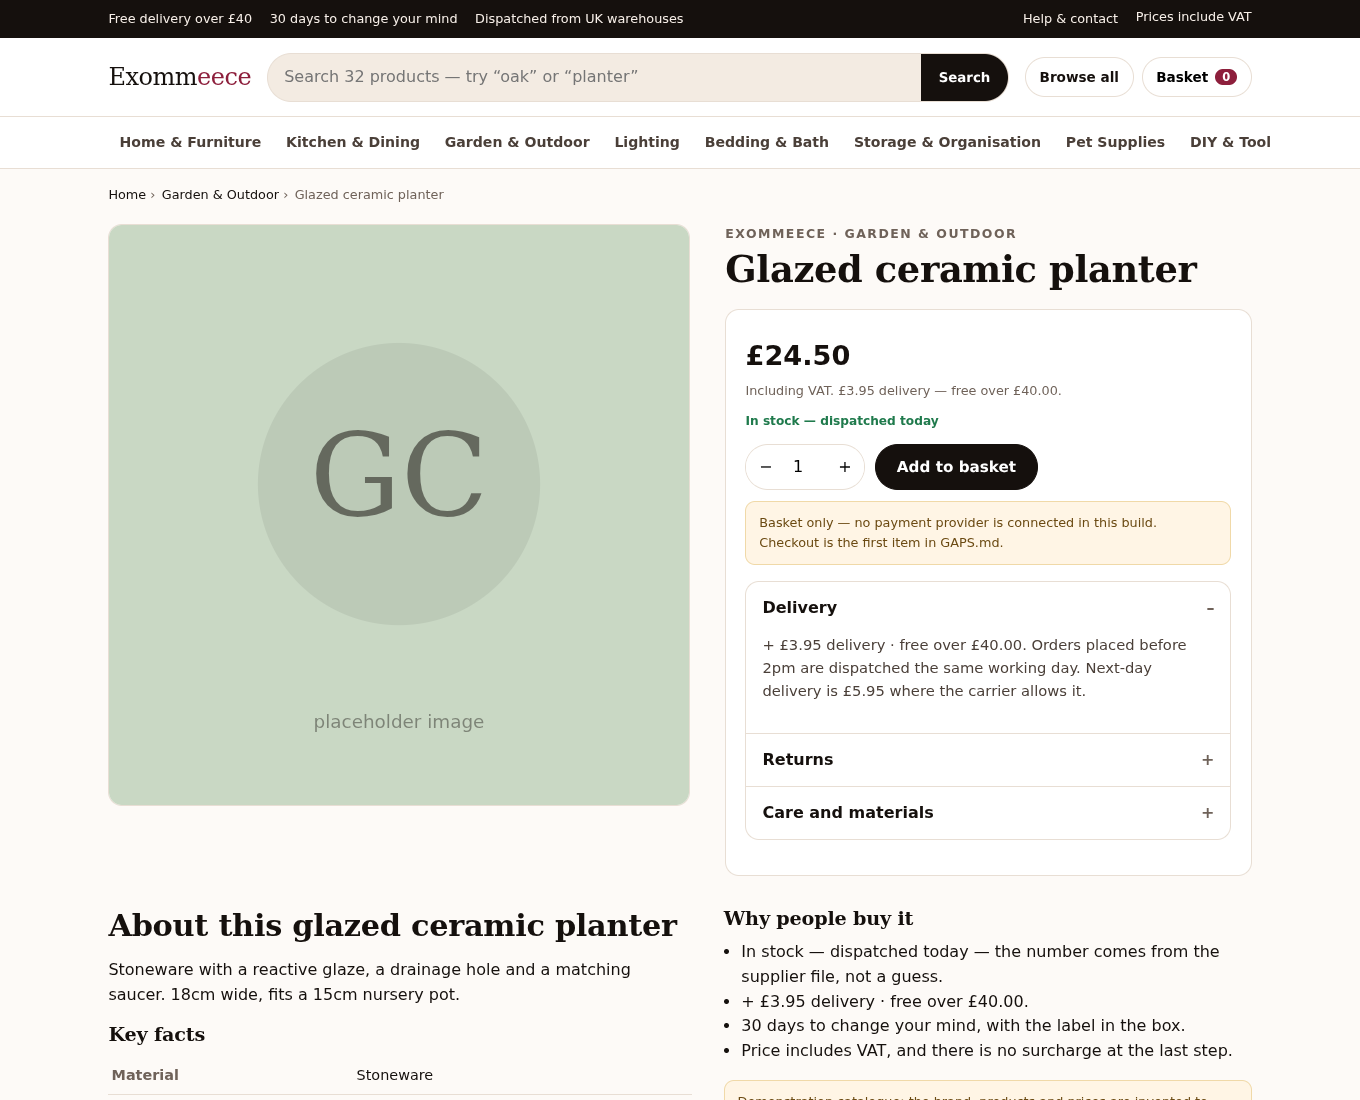 Free delivery over £40 30 days to change your mind Dispatched from UK warehouses Help & contact Prices include VAT
Exommeece Search 32 products — try “oak” or “planter” Search Browse all Basket 0
Home & Furniture Kitchen & Dining Garden & Outdoor Lighting Bedding & Bath Storage & Organisation Pet Supplies DIY & Tool
Home › Garden & Outdoor › Glazed ceramic planter
GC
placeholder image
EXOMMEECE · GARDEN & OUTDOOR
Glazed ceramic planter
£24.50
Including VAT. £3.95 delivery — free over £40.00.
In stock — dispatched today
− 1 + Add to basket
Basket only — no payment provider is connected in this build.
Checkout is the first item in GAPS.md.
Delivery –
+ £3.95 delivery · free over £40.00. Orders placed before
2pm are dispatched the same working day. Next-day
delivery is £5.95 where the carrier allows it.
Returns +
Care and materials +
About this glazed ceramic planter
Stoneware with a reactive glaze, a drainage hole and a matching
saucer. 18cm wide, fits a 15cm nursery pot.
Key facts
Material Stoneware
Why people buy it
• In stock — dispatched today — the number comes from the
supplier file, not a guess.
• + £3.95 delivery · free over £40.00.
• 30 days to change your mind, with the label in the box.
• Price includes VAT, and there is no surcharge at the last step.
Demonstration catalogue: the brand, products and prices are invented to